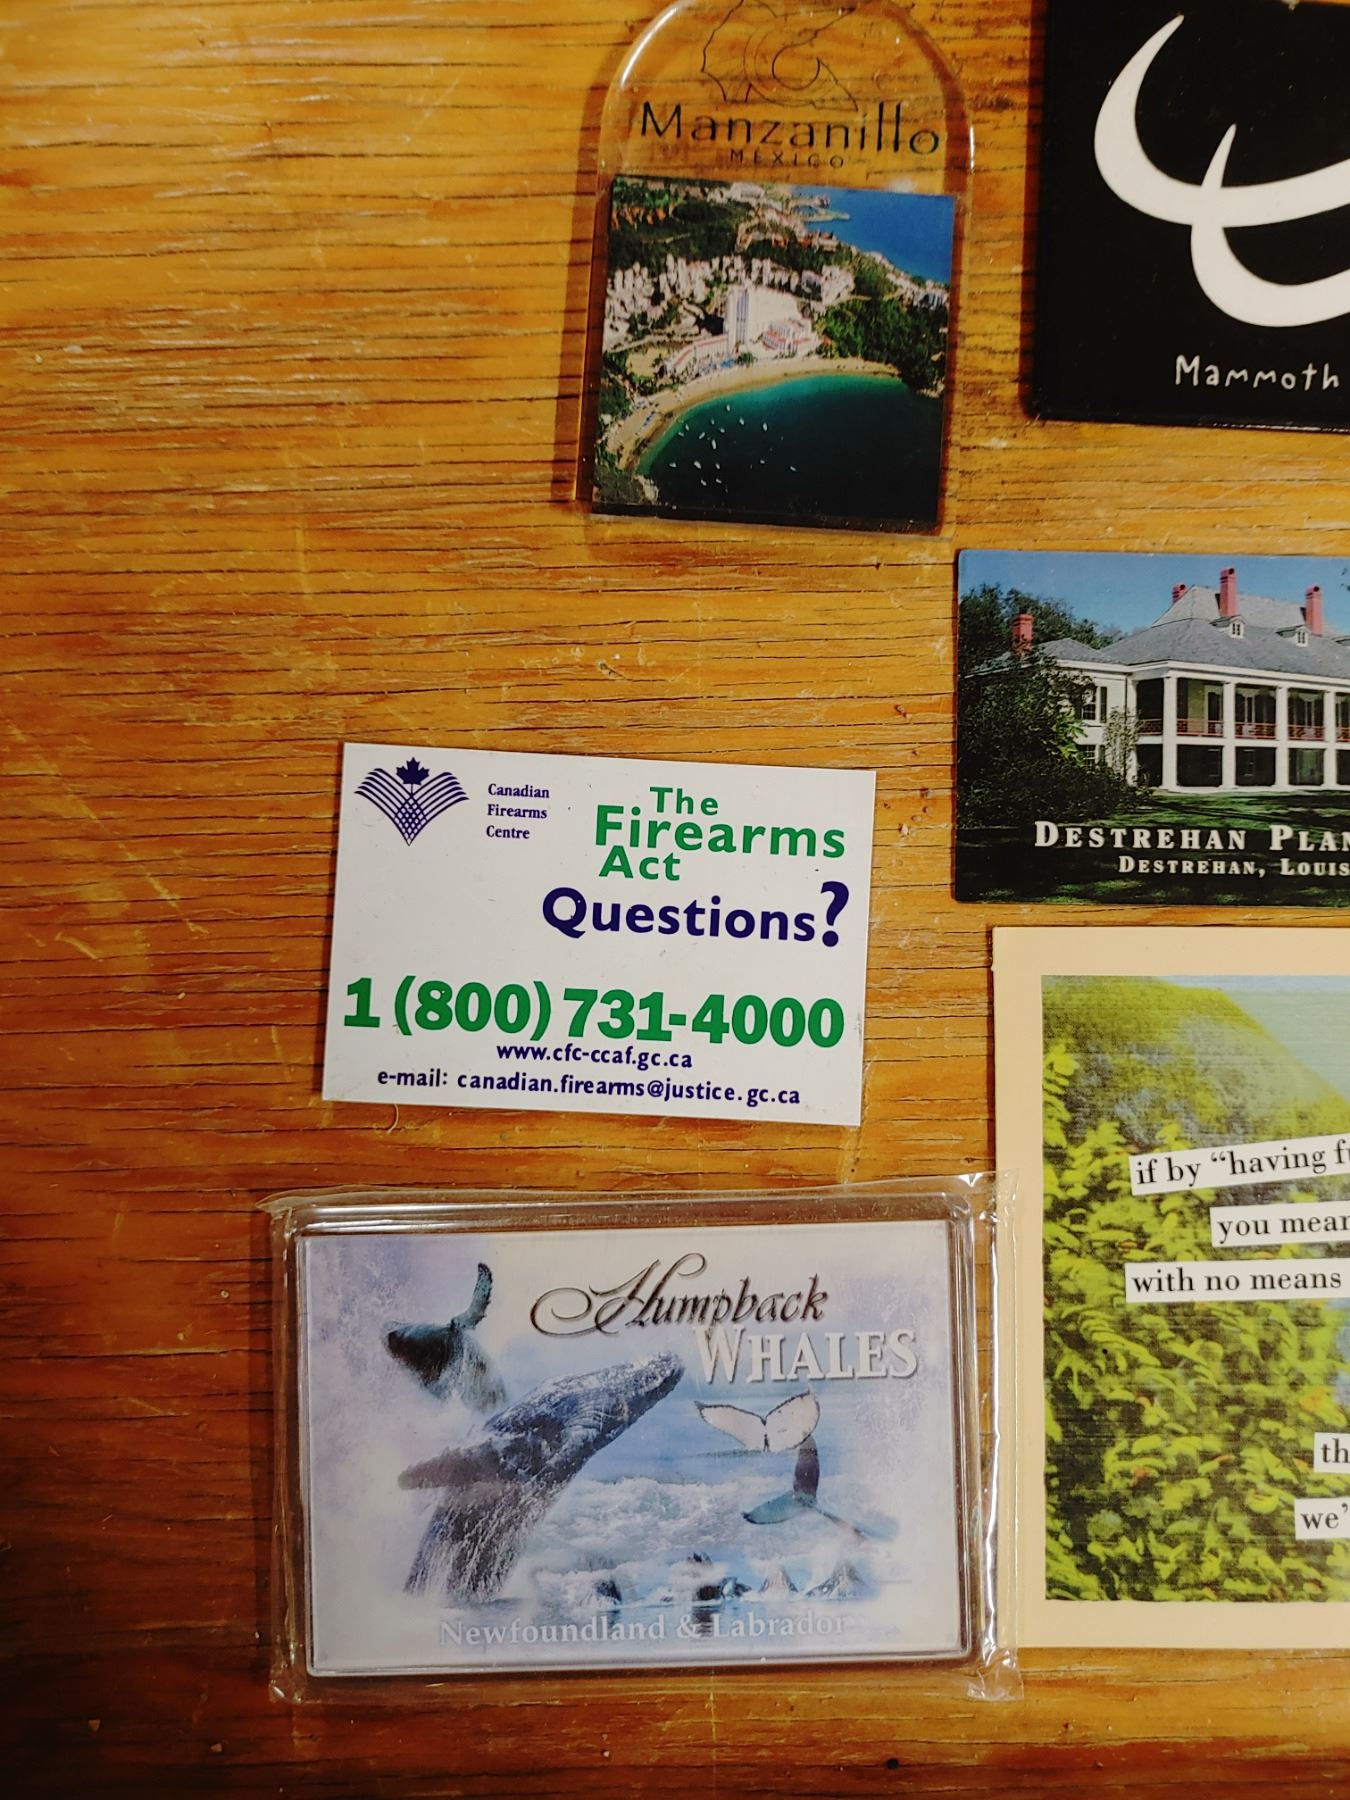 Manzanillo
MEXICO
Mammoth
DESTREHAN PLAN
DESTREHAN, LOUIS
Canadian
Firearms
Centre
The
Firearms
Act
Questions?
1 (800) 731-4000
www.cfc-ccaf.gc.ca
e-mail: canadian.firearms@justice.gc.ca
if by “having fu
you mean
with no means
th
we'
Humpback
WHALES
Newfoundland & Labrador